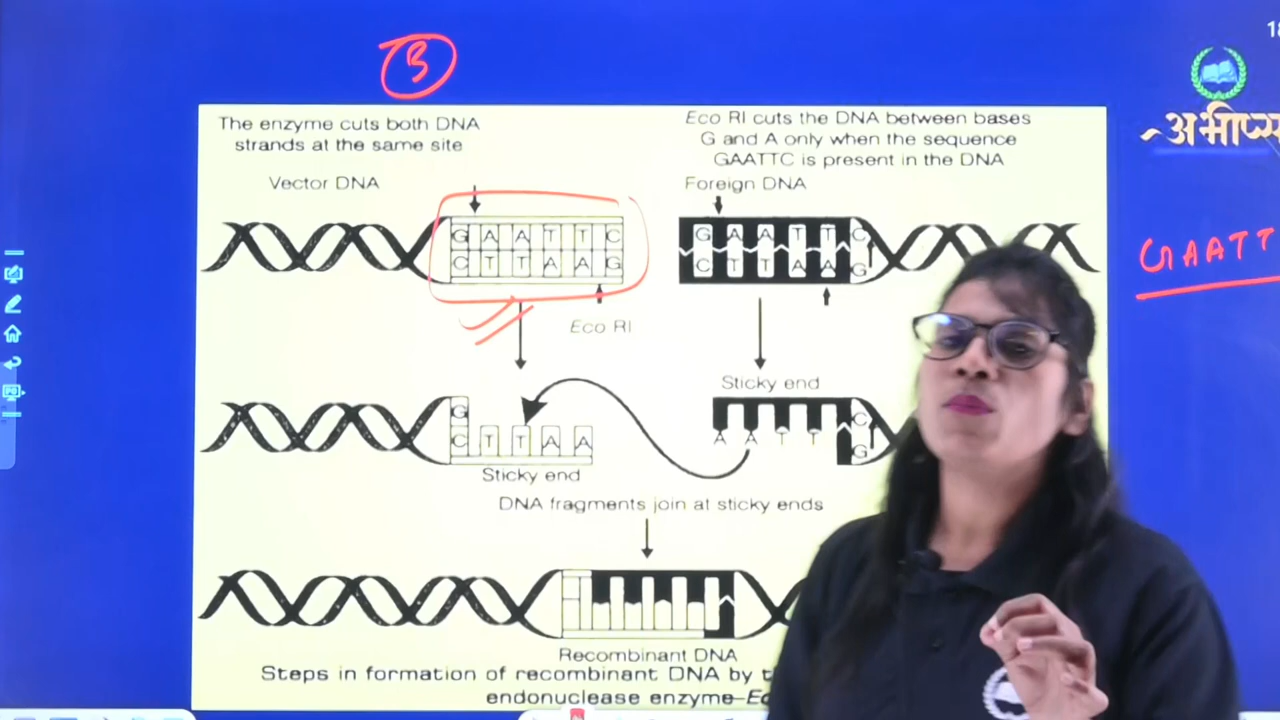 18
B
The enzyme cuts both DNA
strands at the same site
Eco RI cuts the DNA between bases
G and A only when the sequence
GAATTC is present in the DNA
Vector DNA
Foreign DNA
G A A T T C
C T T A A G
G A A T T C
C T T A A G
GAATT
Eco RI
Sticky end
G
C T T A A
A A T T C
G
Sticky end
DNA fragments join at sticky ends
Recombinant DNA
Steps in formation of recombinant DNA by
endonuclease enzyme—